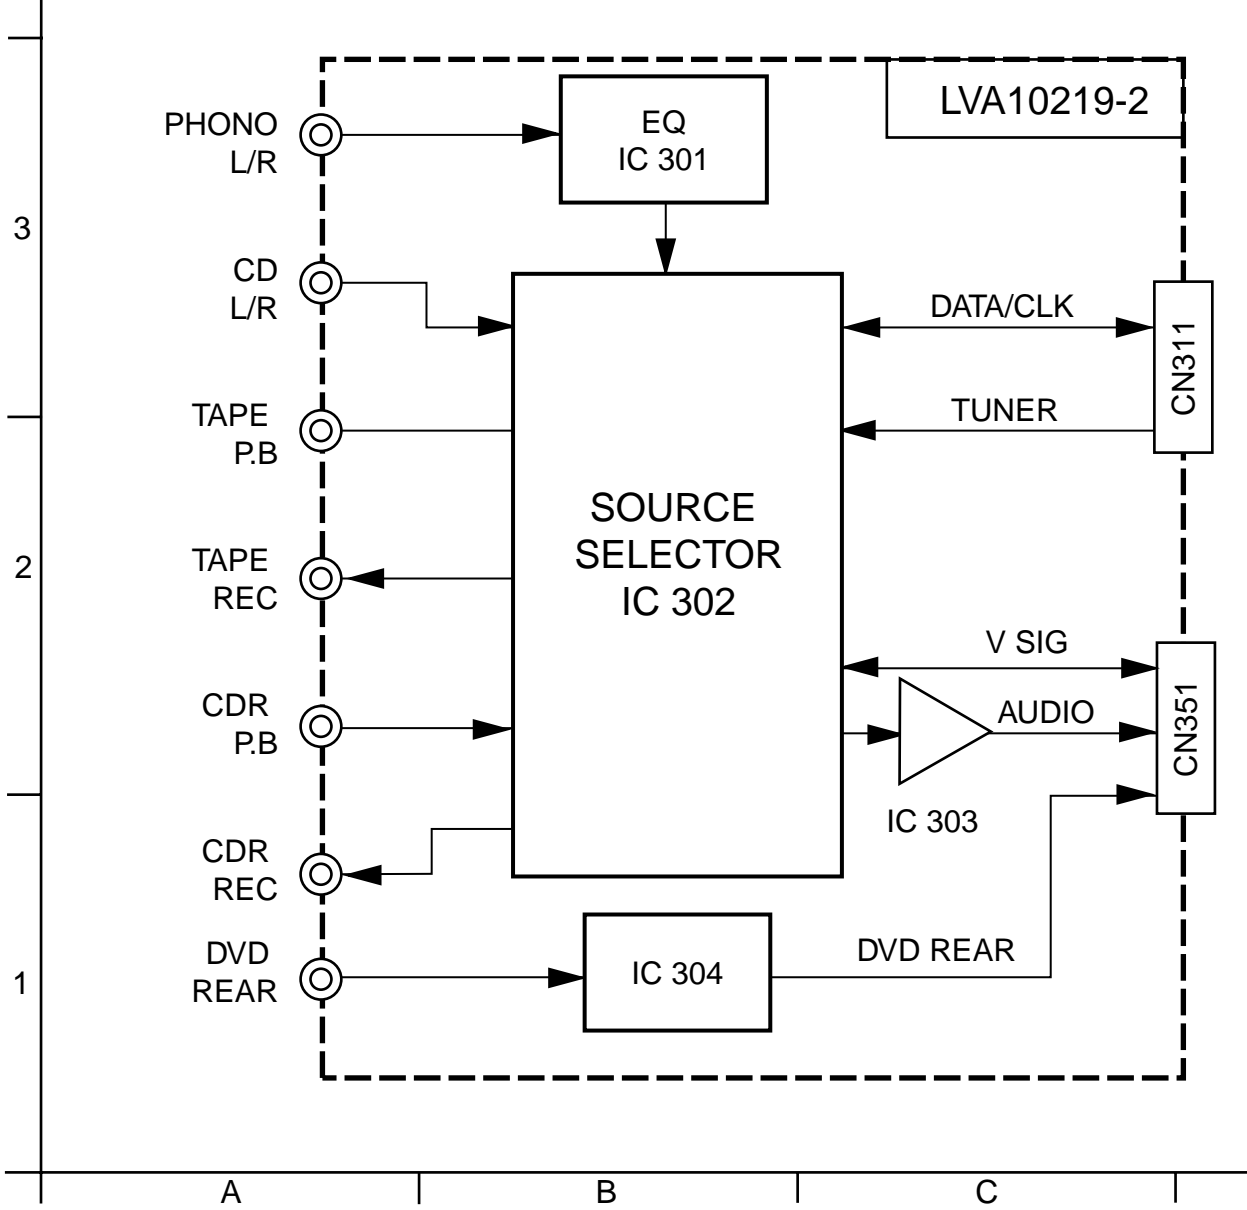 LVA10219-2
PHONO
L/R
EQ
IC 301
3
CD
L/R
DATA/CLK
CN311
TAPE
P.B
TUNER
SOURCE
SELECTOR
IC 302
2
TAPE
REC
V SIG
CDR
P.B
AUDIO
CN351
IC 303
CDR
REC
DVD
REAR
IC 304
DVD REAR
1
A
B
C